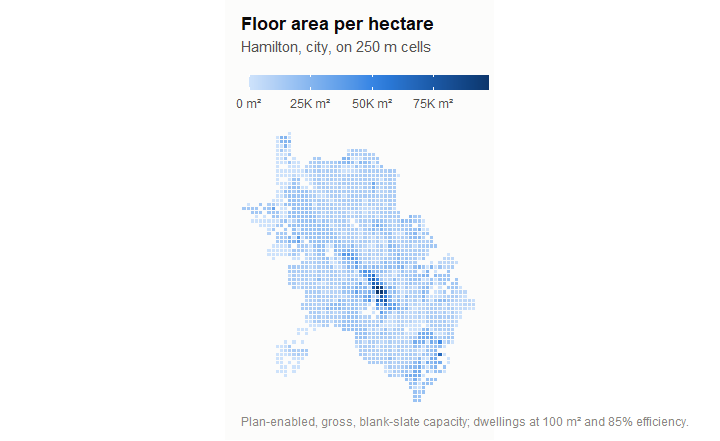 Floor area per hectare
Hamilton, city, on 250 m cells
0 m² 25K m² 50K m² 75K m²
Plan-enabled, gross, blank-slate capacity; dwellings at 100 m² and 85% efficiency.